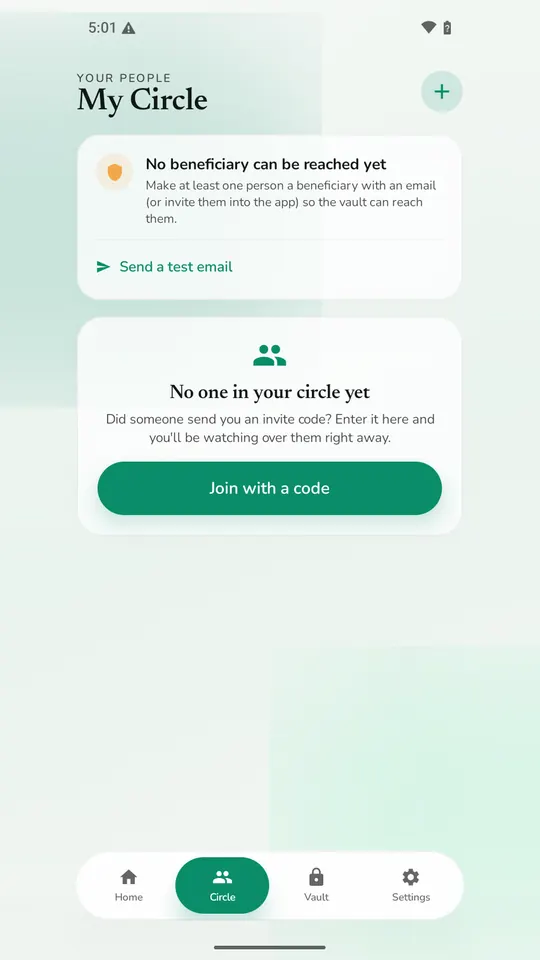 5:01
YOUR PEOPLE
My Circle
No beneficiary can be reached yet
Make at least one person a beneficiary with an email
(or invite them into the app) so the vault can reach
them.
Send a test email
No one in your circle yet
Did someone send you an invite code? Enter it here and
you'll be watching over them right away.
Join with a code
Home
Circle
Vault
Settings